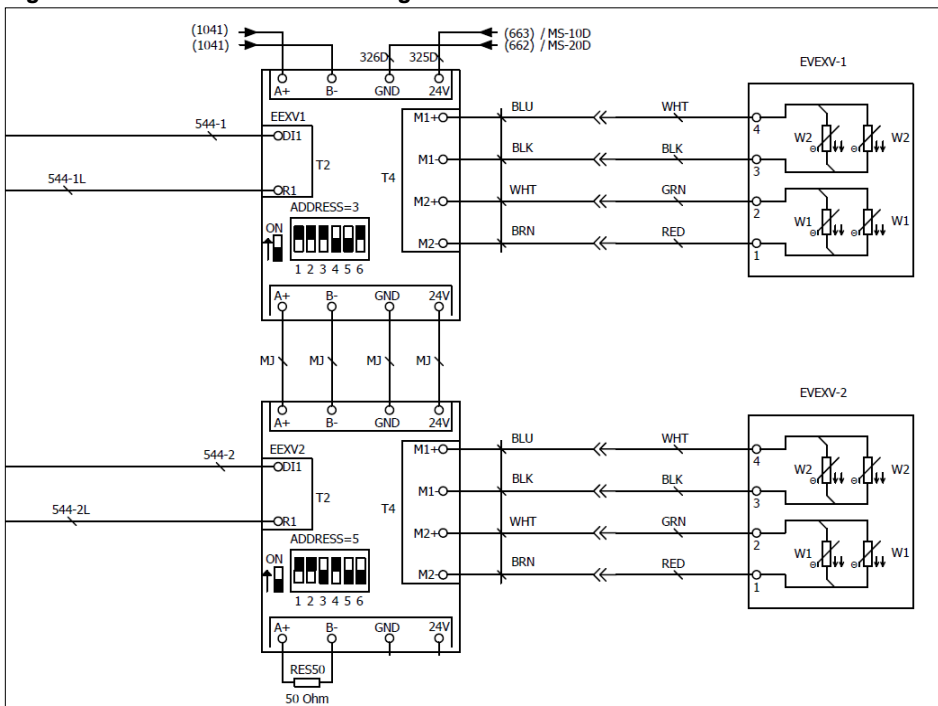 (1041)
(1041)
(663) / MS-10D
(662) / MS-20D
326D
325D
A+
B-
GND
24V
EVEXV-1
544-1
EEXV1
DI1
T2
544-1L
R1
T4
M1+
BLU
WHT
4
M1-
BLK
BLK
3
M2+
WHT
GRN
2
M2-
BRN
RED
1
W2
W2
W1
W1
ADDRESS=3
ON
1 2 3 4 5 6
A+
B-
GND
24V
MJ
MJ
MJ
MJ
A+
B-
GND
24V
EVEXV-2
544-2
EEXV2
DI1
T2
544-2L
R1
T4
M1+
BLU
WHT
4
M1-
BLK
BLK
3
M2+
WHT
GRN
2
M2-
BRN
RED
1
W2
W2
W1
W1
ADDRESS=5
ON
1 2 3 4 5 6
A+
B-
GND
24V
RES50
50 Ohm